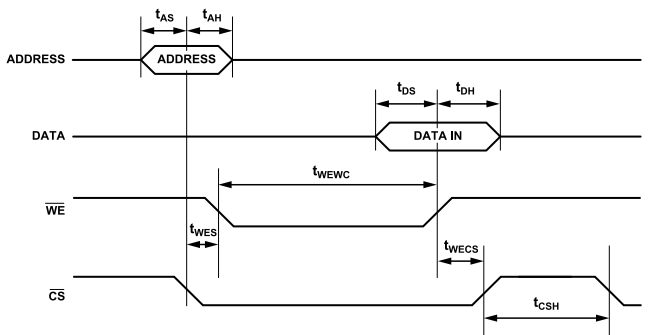 tAS tAH
ADDRESS ADDRESS
tDS tDH
DATA DATA IN
tWEWC
WE
tWES
tWECS
CS
tCSH